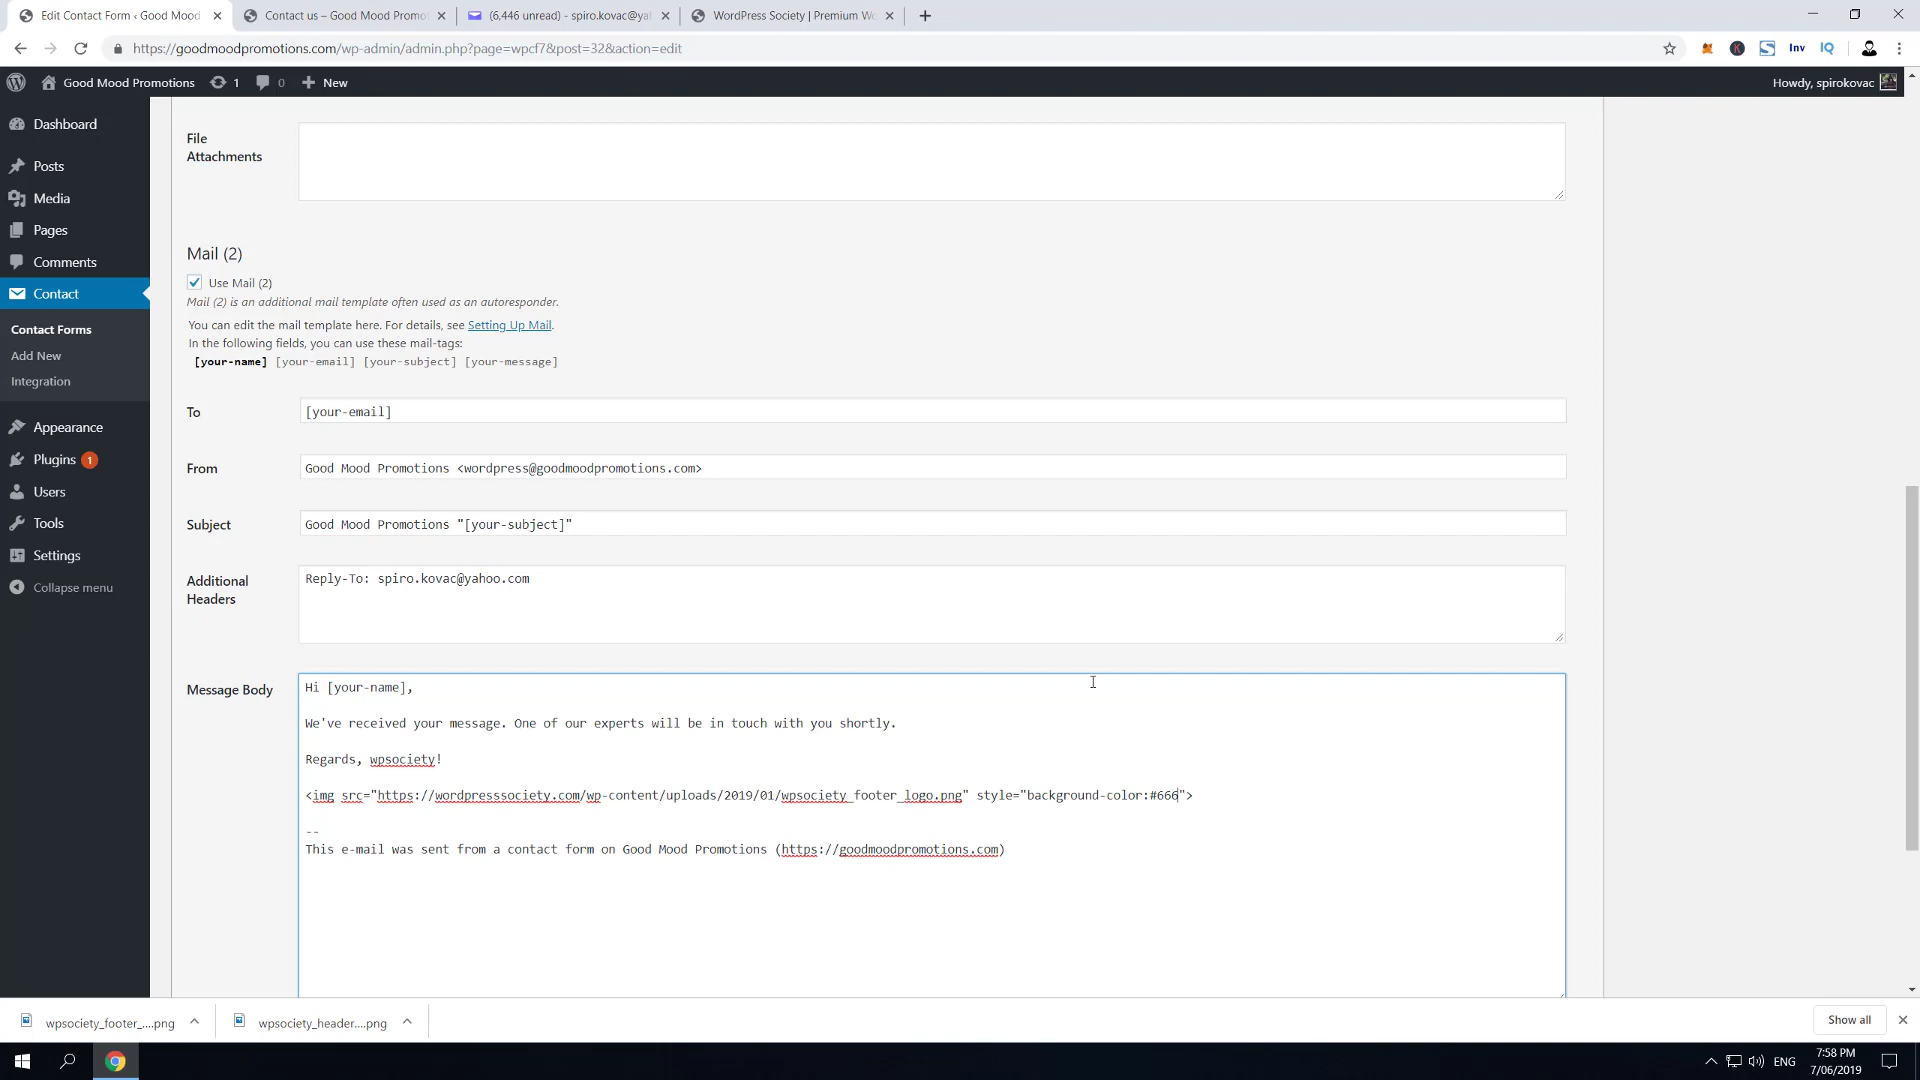 Edit Contact Form ‹ Good Mood
Contact us – Good Mood Promot
(6,446 unread) - spiro.kovac@ya
WordPress Society | Premium Wo
https://goodmoodpromotions.com/wp-admin/admin.php?page=wpcf7&post=32&action=edit
Inv
IQ
Good Mood Promotions
1
0
New
Howdy, spirokovac
Dashboard
Posts
Media
Pages
Comments
Contact
Contact Forms
Add New
Integration
Appearance
Plugins 1
Users
Tools
Settings
Collapse menu
File
Attachments
Mail (2)
Use Mail (2)
Mail (2) is an additional mail template often used as an autoresponder.
You can edit the mail template here. For details, see Setting Up Mail.
In the following fields, you can use these mail-tags:
[your-name] [your-email] [your-subject] [your-message]
To
[your-email]
From
Good Mood Promotions <wordpress@goodmoodpromotions.com>
Subject
Good Mood Promotions "[your-subject]"
Additional
Headers
Reply-To: spiro.kovac@yahoo.com
Message Body
Hi [your-name],
We've received your message. One of our experts will be in touch with you shortly.
Regards, wpsociety!
<img src="https://wordpresssociety.com/wp-content/uploads/2019/01/wpsociety_footer_logo.png" style="background-color:#666">
--
This e-mail was sent from a contact form on Good Mood Promotions (https://goodmoodpromotions.com)
wpsociety_footer_....png
wpsociety_header....png
Show all
ENG
7:58 PM
7/06/2019